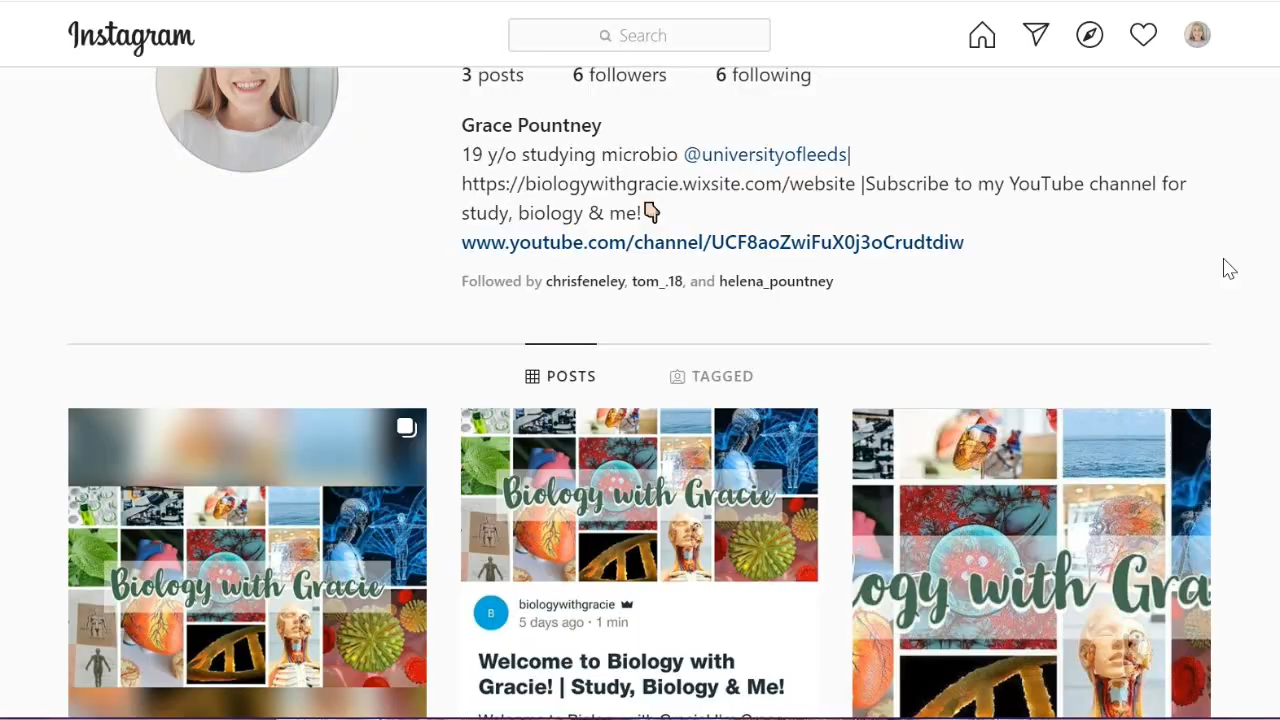 Instagram
Search
3 posts 6 followers 6 following
Grace Pountney
19 y/o studying microbio @universityofleeds|
https://biologywithgracie.wixsite.com/website |Subscribe to my YouTube channel for
study, biology & me!👇🏻
www.youtube.com/channel/UCF8aoZwiFuX0j3oCrudtdiw
Followed by chrisfeneley, tom_.18, and helena_pountney
POSTS TAGGED
Biology with Gracie
Biology with Gracie
B
biologywithgracie
5 days ago · 1 min
Welcome to Biology with
Gracie! | Study, Biology & Me!
ogy with Gra